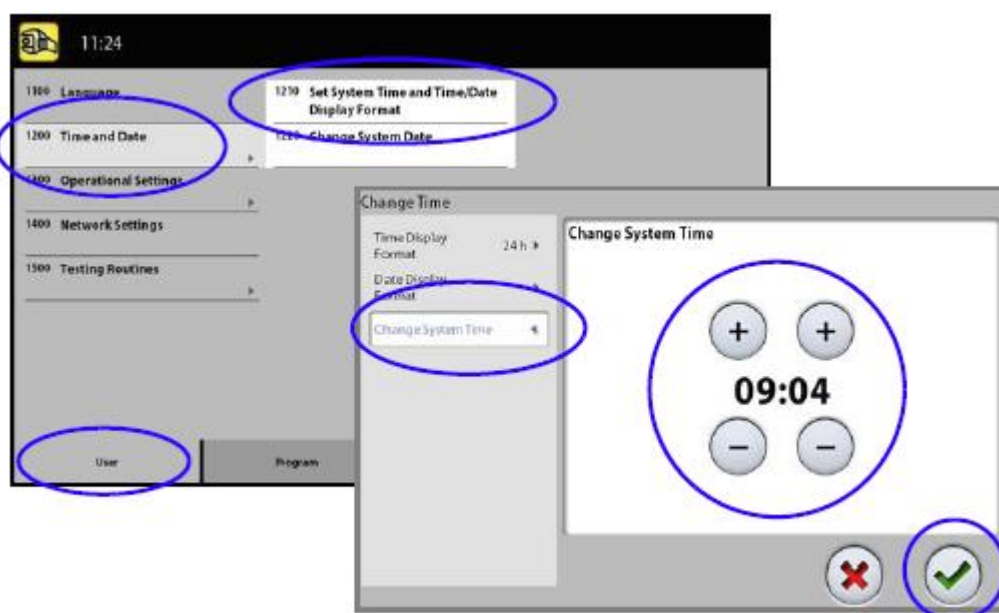 11:24
1100 Language
1200 Time and Date
1300 Operational Settings
1400 Network Settings
1500 Testing Routines
1210 Set System Time and Time/Date
Display Format
1220 Change System Date
User
Program
Change Time
Time Display
Format
24 h
Date Display
Format
Change System Time
Change System Time
+ +
09:04
- -